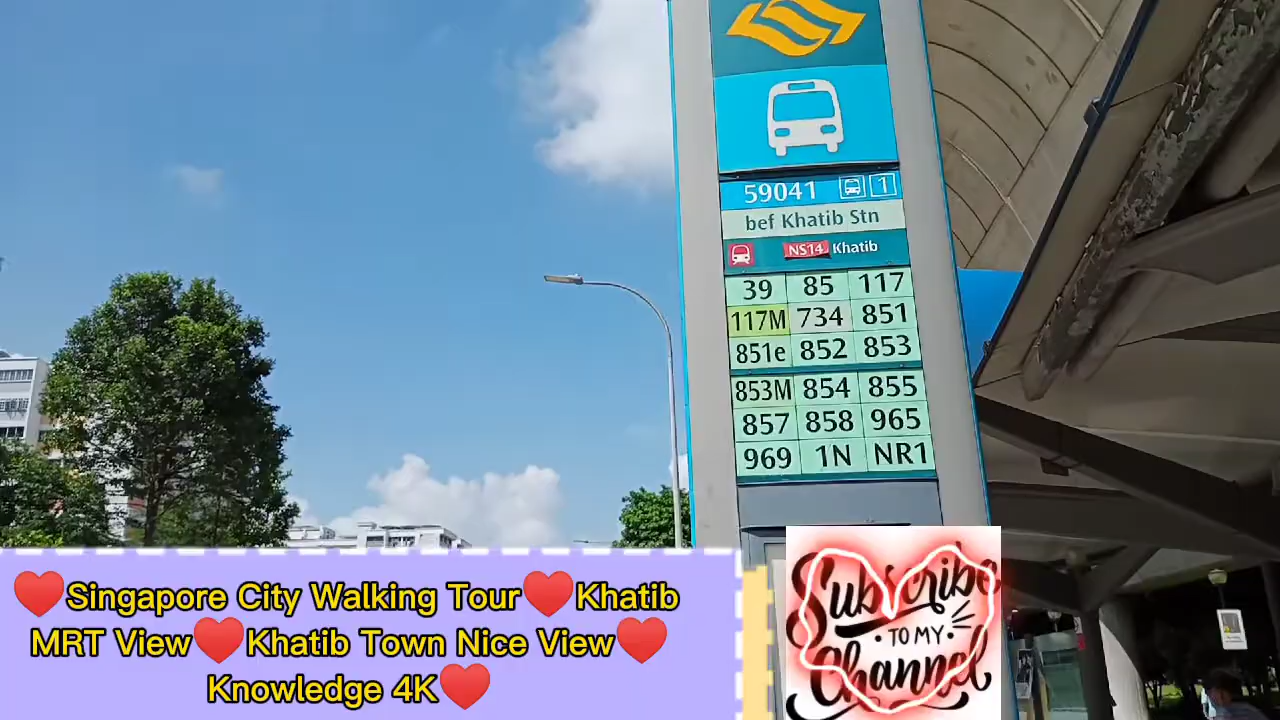 59041 1
bef Khatib Stn
NS14 Khatib
39 85 117
117M 734 851
851e 852 853
853M 854 855
857 858 965
969 1N NR1
♥️Singapore City Walking Tour♥️Khatib
MRT View♥️Khatib Town Nice View♥️
Knowledge 4K♥️
Subscribe
• TO MY •
Channel